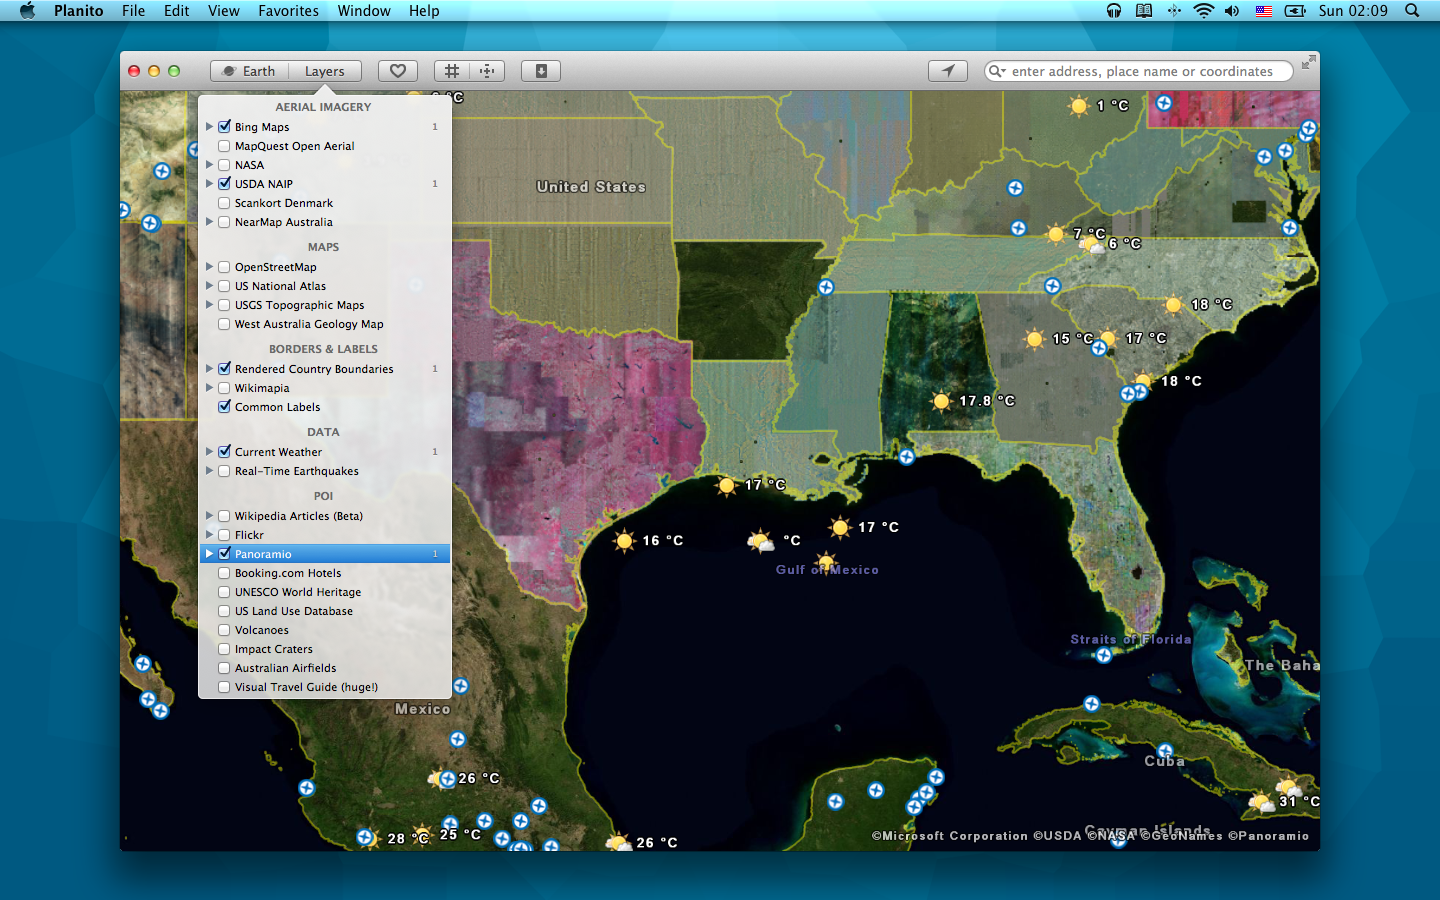 Planito File Edit View Favorites Window Help Sun 02:09
Earth Layers enter address, place name or coordinates
AERIAL IMAGERY
Bing Maps 1
MapQuest Open Aerial
NASA
USDA NAIP 1
Scankort Denmark
NearMap Australia
MAPS
OpenStreetMap
US National Atlas
USGS Topographic Maps
West Australia Geology Map
BORDERS & LABELS
Rendered Country Boundaries 1
Wikimapia
Common Labels
DATA
Current Weather 1
Real-Time Earthquakes
POI
Wikipedia Articles (Beta)
Flickr
Panoramio 1
Booking.com Hotels
UNESCO World Heritage
US Land Use Database
Volcanoes
Impact Craters
Australian Airfields
Visual Travel Guide (huge!)
°C
1 °C
United States
7 °C
6 °C
18 °C
15 °C
17 °C
18 °C
17.8 °C
17 °C
17 °C
16 °C
°C
Gulf of Mexico
Straits of Florida
The Baha
Mexico
Cuba
26 °C
31 °C
28 °C
25 °C
26 °C
Cayman Islands
©Microsoft Corporation ©USDA ©NASA ©GeoNames ©Panoramio